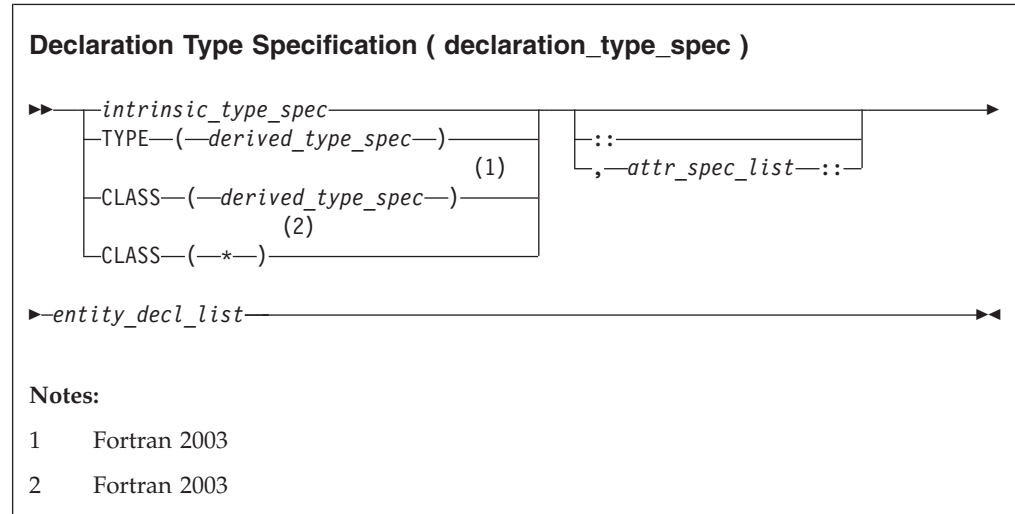 Declaration Type Specification ( declaration_type_spec )
intrinsic_type_spec
TYPE ( derived_type_spec ) ::
(1) , attr_spec_list ::
CLASS ( derived_type_spec )
(2)
CLASS ( * )
entity_decl_list
Notes:
1 Fortran 2003
2 Fortran 2003